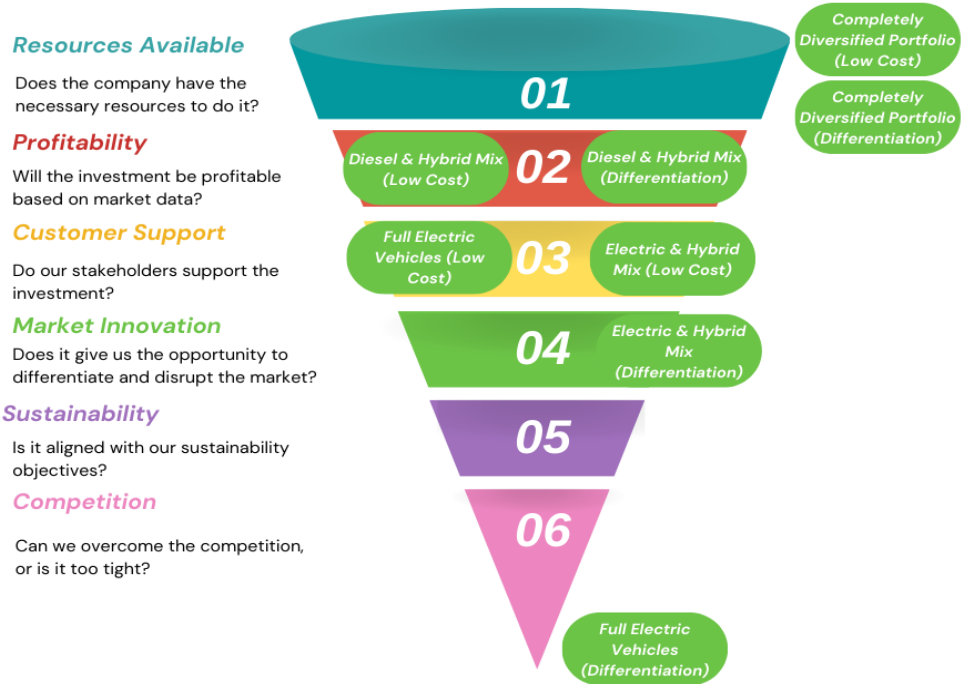 Resources Available
Does the company have the
necessary resources to do it?
01
Completely
Diversified Portfolio
(Low Cost)
Completely
Diversified Portfolio
(Differentiation)
Profitability
Will the investment be profitable
based on market data?
Diesel & Hybrid Mix
(Low Cost)
02
Diesel & Hybrid Mix
(Differentiation)
Customer Support
Do our stakeholders support the
investment?
Full Electric
Vehicles (Low
Cost)
03
Electric & Hybrid
Mix (Low Cost)
Market Innovation
Does it give us the opportunity to
differentiate and disrupt the market?
04
Electric & Hybrid
Mix
(Differentiation)
Sustainability
Is it aligned with our sustainability
objectives?
05
Competition
Can we overcome the competition,
or is it too tight?
06
Full Electric
Vehicles
(Differentiation)